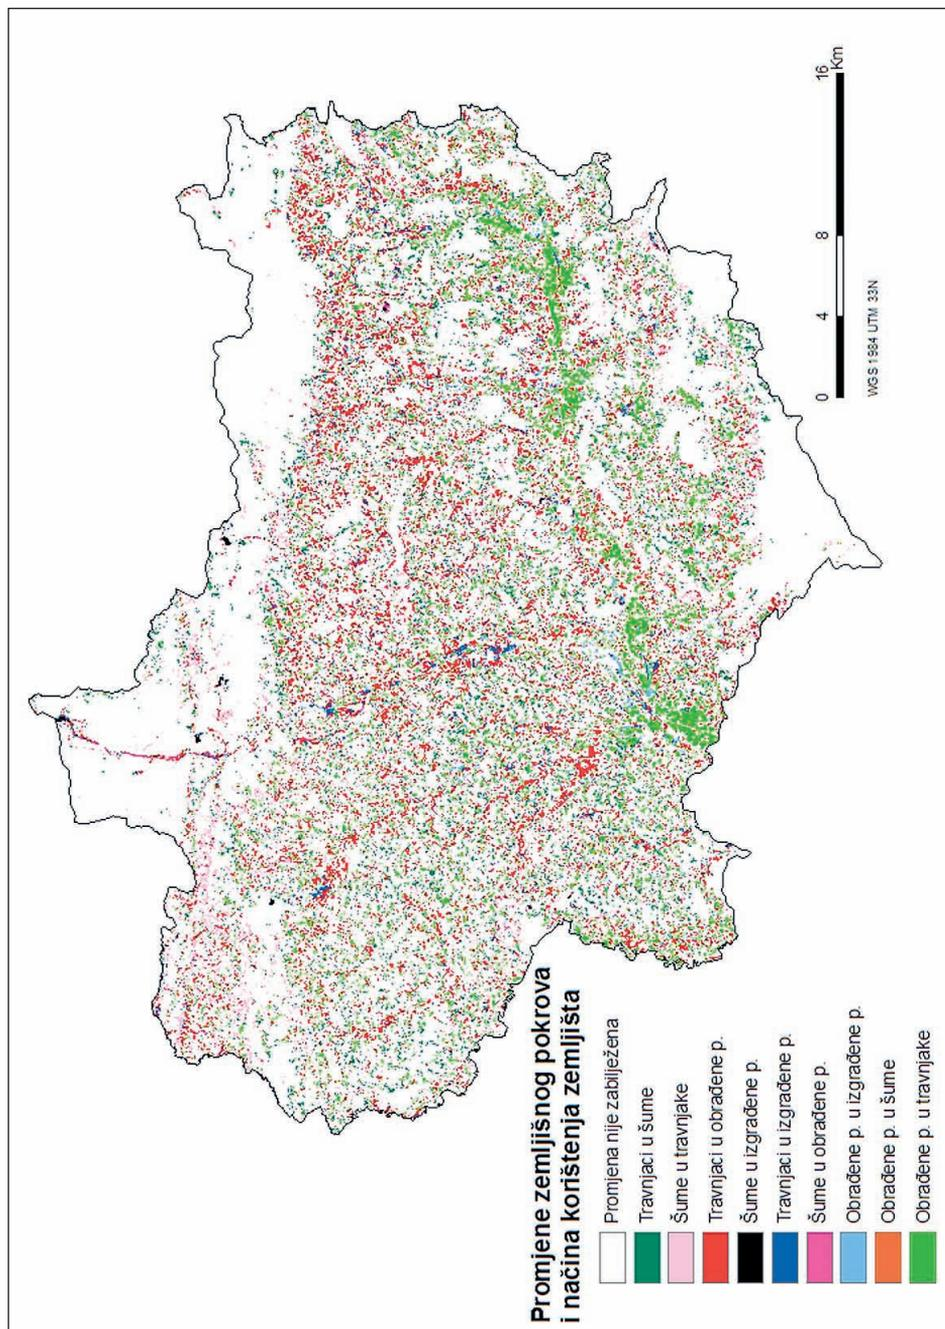 Promjene zemljišnog pokrova
i načina korištenja zemljišta
Promjena nije zabilježena
Travnjaci u šume
Šume u travnjake
Travnjaci u obrađene p.
Šume u izgrađene p.
Travnjaci u izgrađene p.
Šume u obrađene p.
Obrađene p. u izgrađene p.
Obrađene p. u šume
Obrađene p. u travnjake
0 4 8 16
Km
WGS 1984 UTM 33N